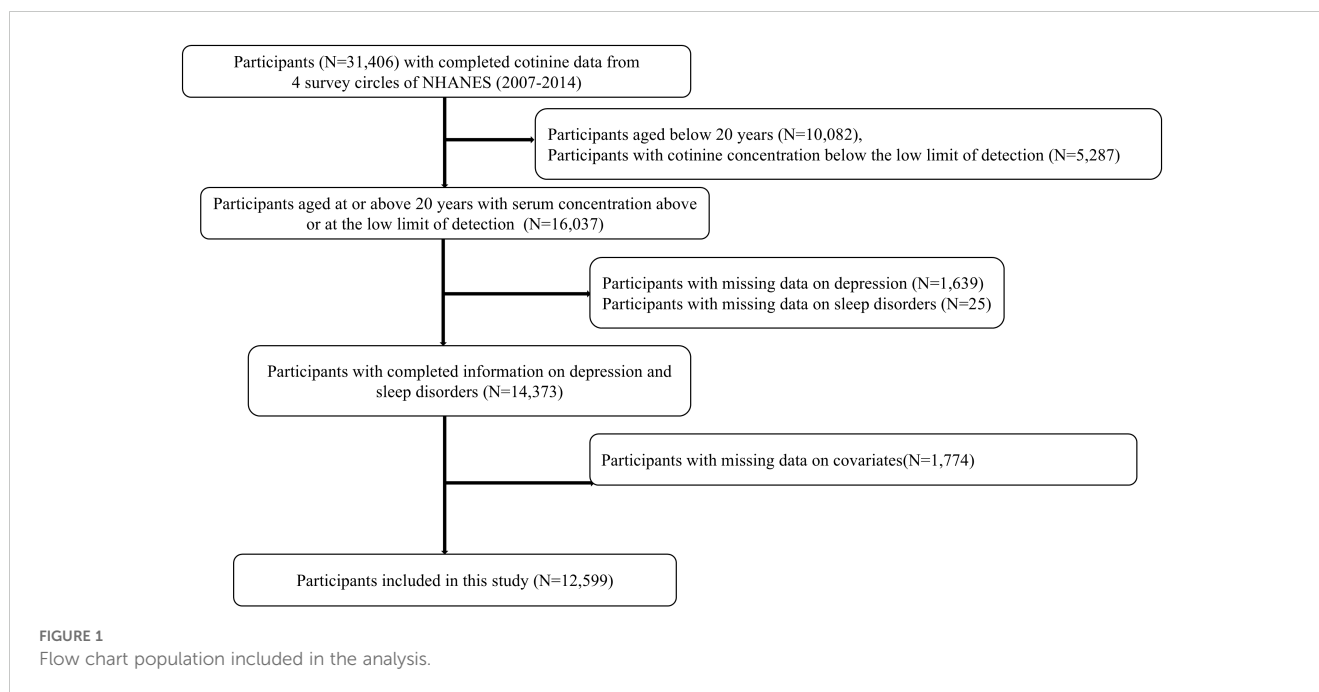 Participants (N=31,406) with completed cotinine data from
4 survey circles of NHANES (2007-2014)
Participants aged below 20 years (N=10,082),
Participants with cotinine concentration below the low limit of detection (N=5,287)
Participants aged at or above 20 years with serum concentration above
or at the low limit of detection (N=16,037)
Participants with missing data on depression (N=1,639)
Participants with missing data on sleep disorders (N=25)
Participants with completed information on depression and
sleep disorders (N=14,373)
Participants with missing data on covariates(N=1,774)
Participants included in this study (N=12,599)
FIGURE 1
Flow chart population included in the analysis.